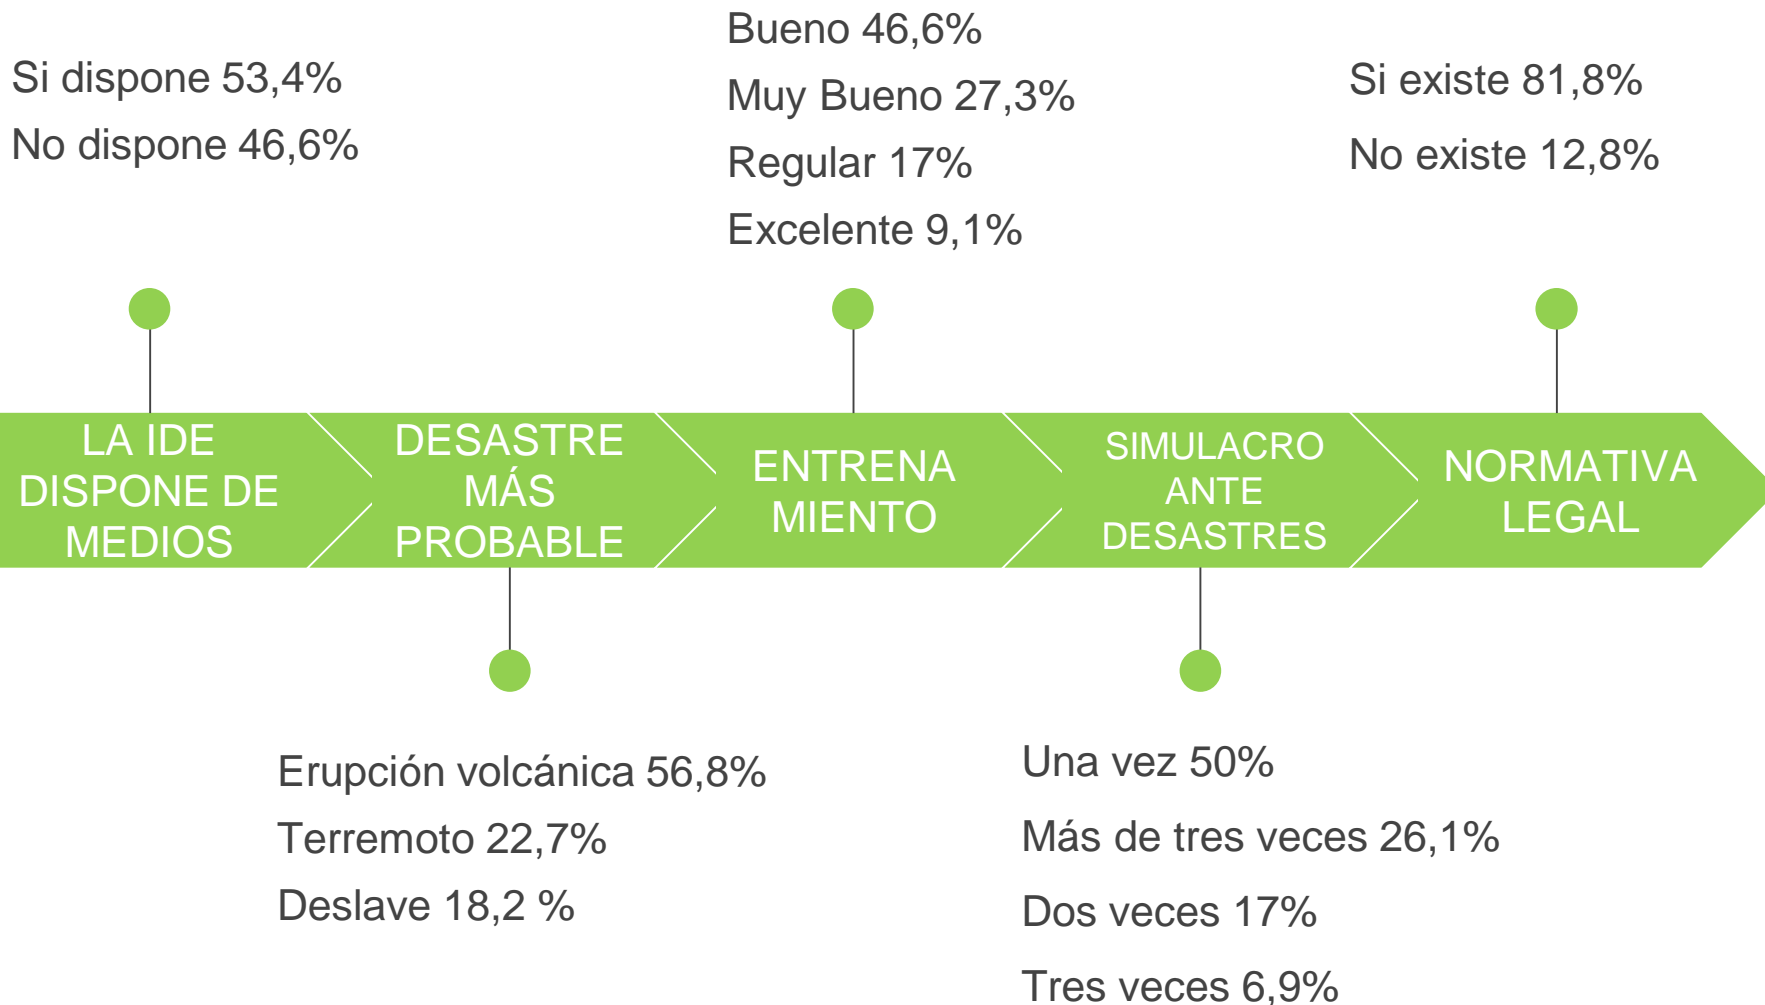 Si dispone 53,4%
No dispone 46,6%
Bueno 46,6%
Muy Bueno 27,3%
Regular 17%
Excelente 9,1%
Si existe 81,8%
No existe 12,8%
LA IDE
DISPONE DE
MEDIOS
DESASTRE
MÁS
PROBABLE
ENTRENA
MIENTO
SIMULACRO
ANTE
DESASTRES
NORMATIVA
LEGAL
Erupción volcánica 56,8%
Terremoto 22,7%
Deslave 18,2 %
Una vez 50%
Más de tres veces 26,1%
Dos veces 17%
Tres veces 6,9%